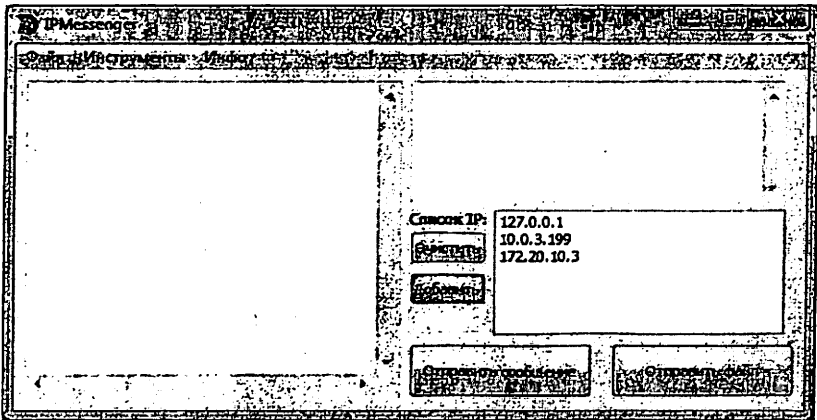 IPMessenger
Файл Инструменты Инфо
Список IP:
127.0.0.1
10.0.3.199
172.20.10.3
Очистить
Добавить
Отправить сообщение
Отправить файл